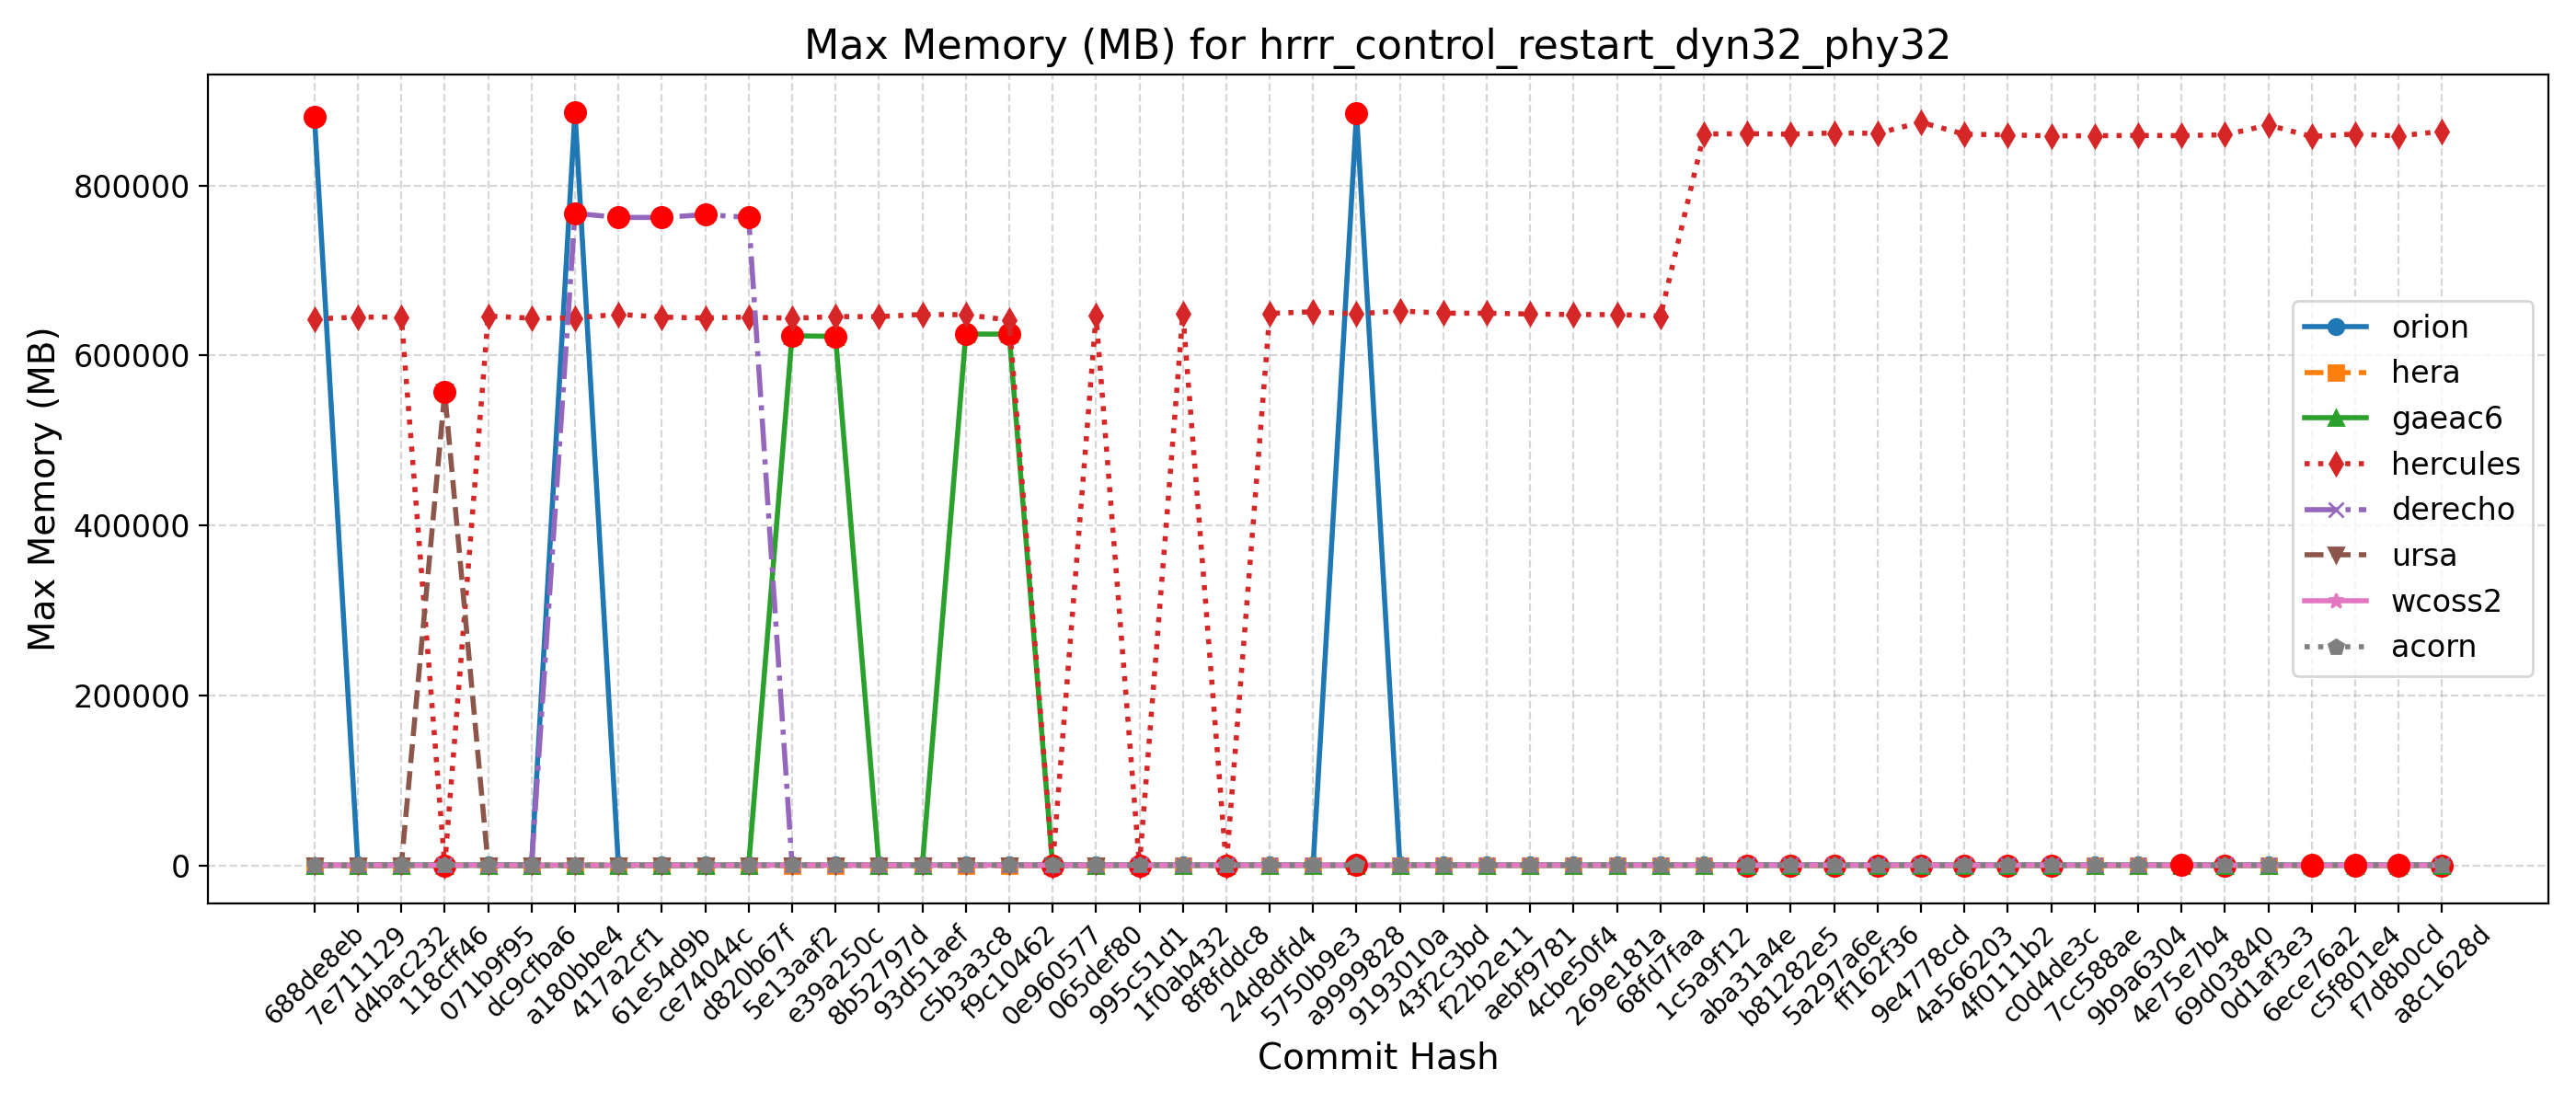 Max Memory (MB) for hrrr_control_restart_dyn32_phy32
Max Memory (MB)
800000
600000
400000
200000
0
orion
hera
gaeac6
hercules
derecho
ursa
wcoss2
acorn
688de8eb
7e711129
d4bac232
118cff46
071b9f95
dc9cfba6
a180bbe4
417a2cf1
61e54d9b
ce74044c
d820b67f
5e13aaf2
e39a250c
8b52797d
93d51aef
c5b3a3c8
f9c10462
0e960577
065def80
995c51d1
1f0ab432
8f8fddc8
24d8dfd4
5750b9e3
a9999828
9193010a
43f2c3bd
f22b2e11
aebf9781
4cbe50f4
269e181a
68fd7faa
1c5a9f12
aba31a4e
b81282e5
5a297a6e
ff162f36
9e4778cd
4a566203
4f0111b2
c0d4de3c
7cc588ae
9b9a6304
4e75e7b4
69d03840
0d1af3e3
6ece76a2
c5f801e4
f7d8b0cd
a8c1628d
Commit Hash